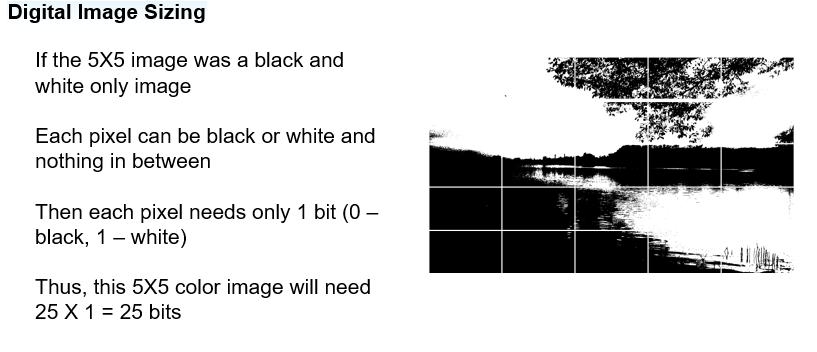 Digital Image Sizing
If the 5X5 image was a black and
white only image
Each pixel can be black or white and
nothing in between
Then each pixel needs only 1 bit (0 –
black, 1 – white)
Thus, this 5X5 color image will need
25 X 1 = 25 bits